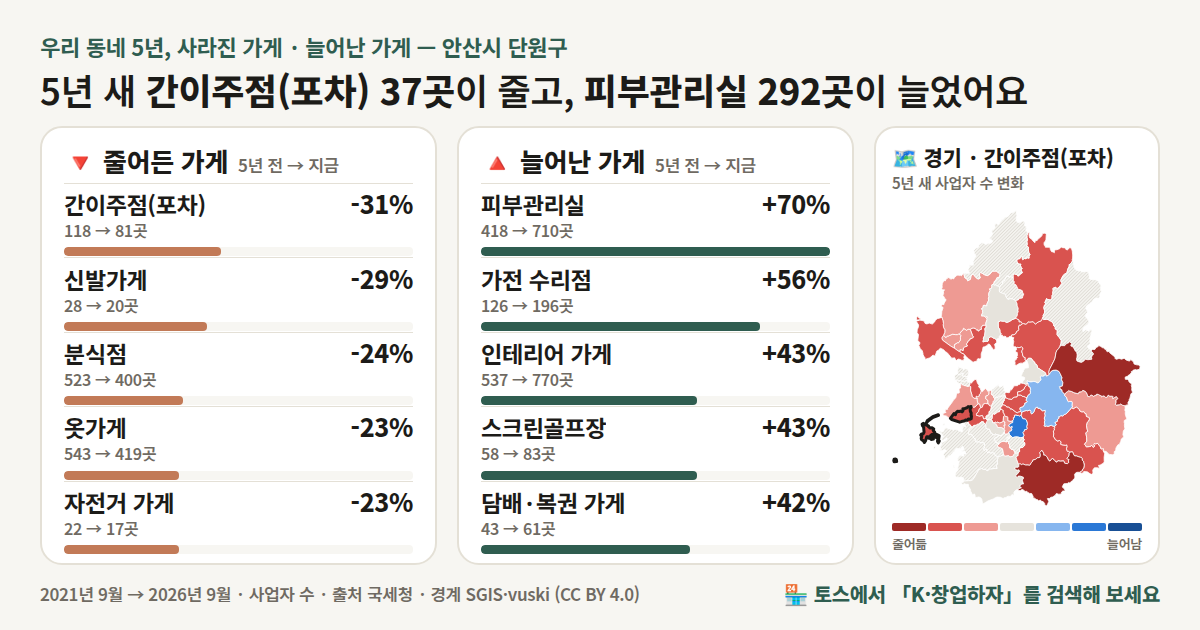 우리 동네 5년, 사라진 가게 · 늘어난 가게 — 안산시 단원구
5년 새 간이주점(포차) 37곳이 줄고, 피부관리실 292곳이 늘었어요
줄어든 가게 5년 전 → 지금
간이주점(포차) -31%
118 → 81곳
신발가게 -29%
28 → 20곳
분식점 -24%
523 → 400곳
옷가게 -23%
543 → 419곳
자전거 가게 -23%
22 → 17곳
늘어난 가게 5년 전 → 지금
피부관리실 +70%
418 → 710곳
가전 수리점 +56%
126 → 196곳
인테리어 가게 +43%
537 → 770곳
스크린골프장 +43%
58 → 83곳
담배·복권 가게 +42%
43 → 61곳
경기 · 간이주점(포차)
5년 새 사업자 수 변화
줄어듦 늘어남
2021년 9월 → 2026년 9월 · 사업자 수 · 출처 국세청 · 경계 SGIS·vuski (CC BY 4.0)
토스에서 「K·창업하자」를 검색해 보세요